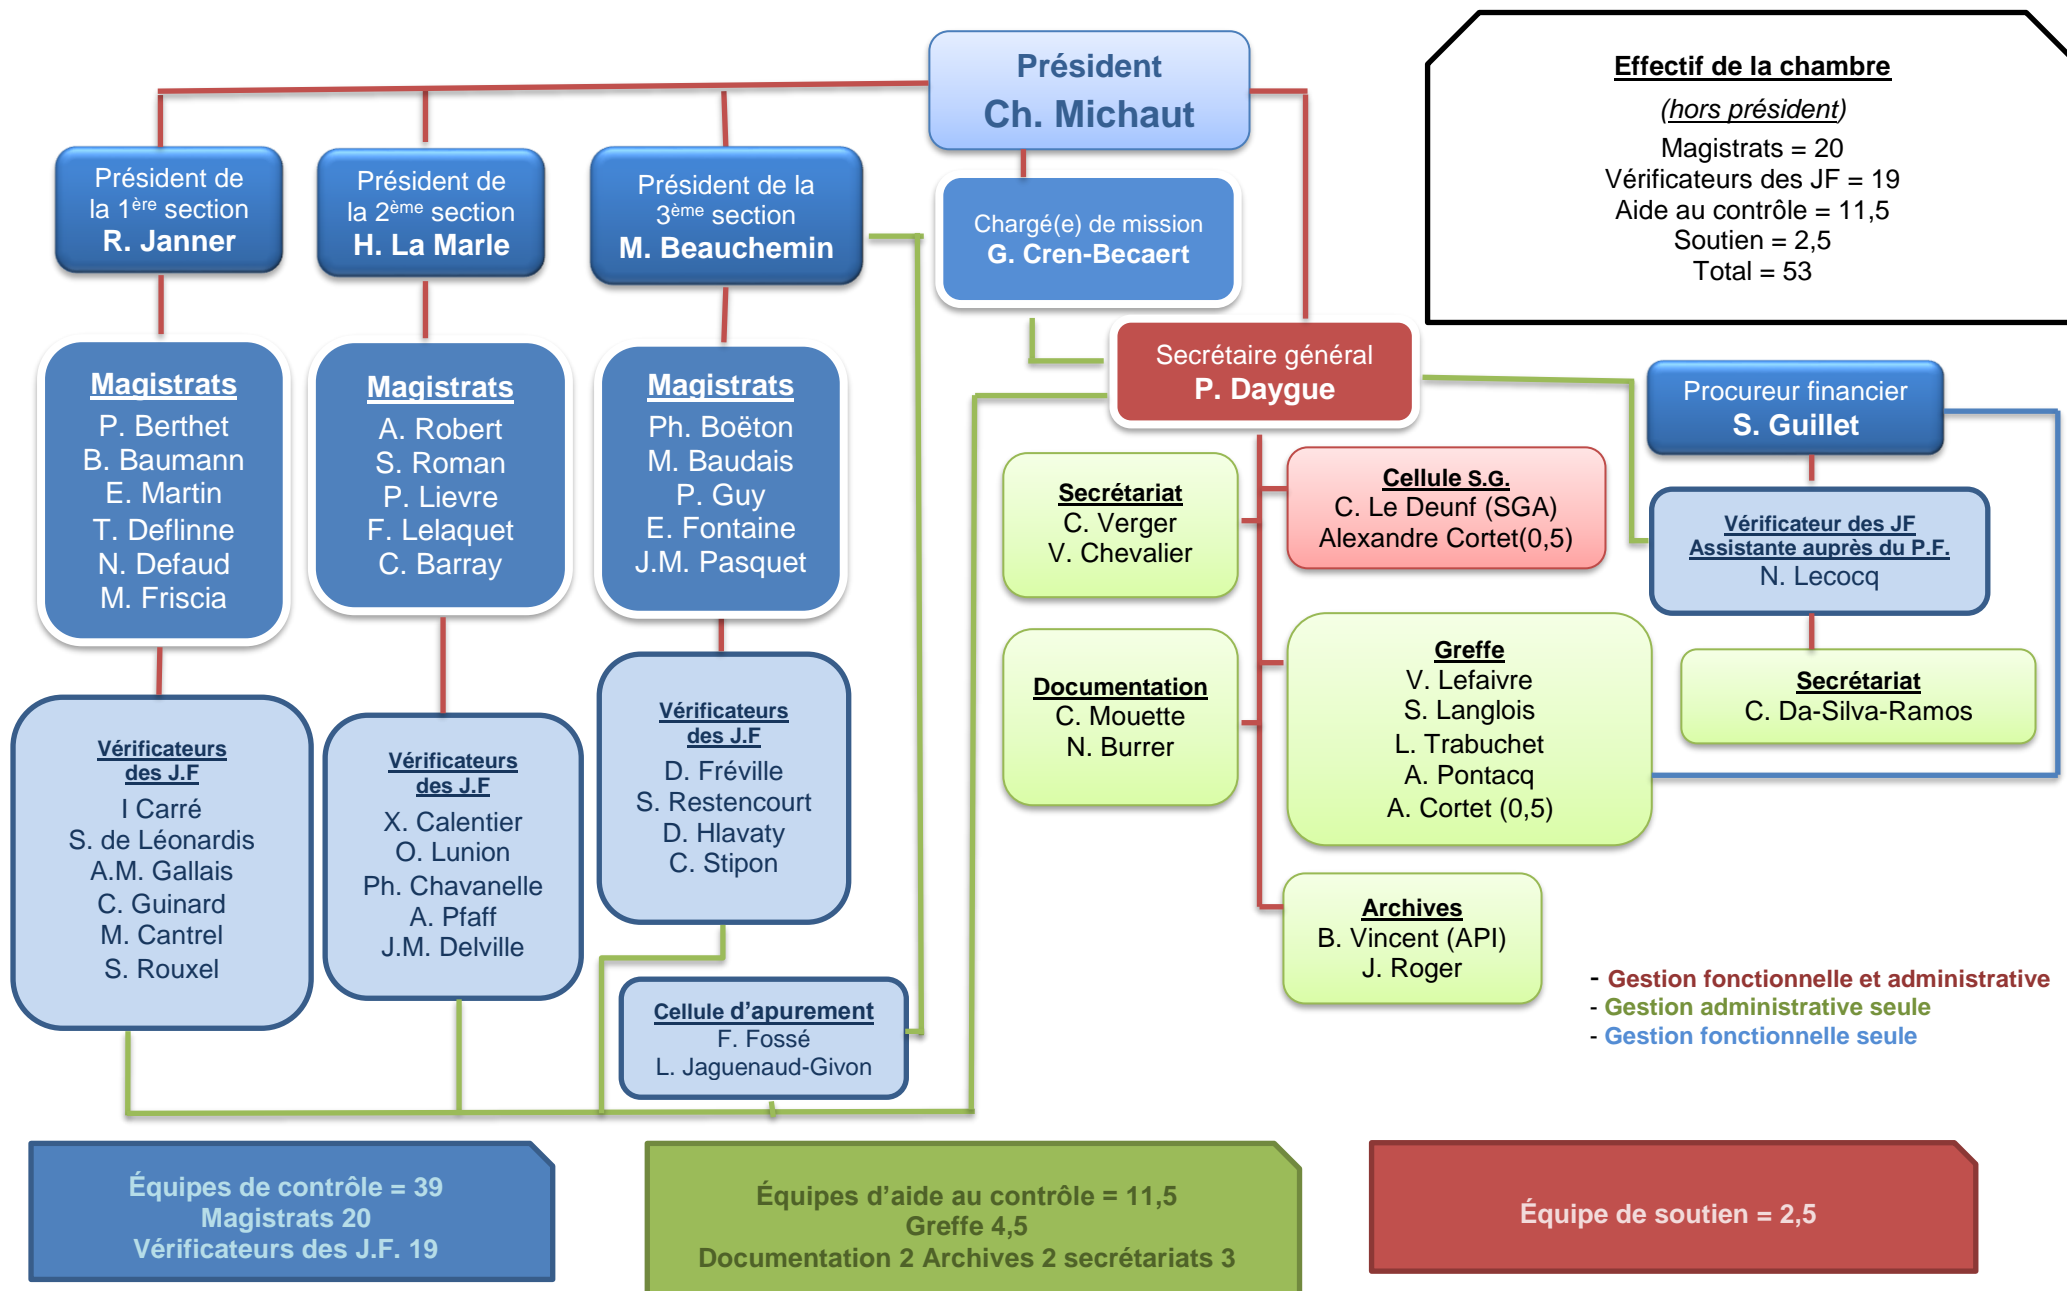 Président
Ch. Michaut
Effectif de la chambre
(hors président)
Magistrats = 20
Vérificateurs des JF = 19
Aide au contrôle = 11,5
Soutien = 2,5
Total = 53
Président de
la 1ère section
R. Janner
Président de
la 2ème section
H. La Marle
Président de la
3ème section
M. Beauchemin
Chargé(e) de mission
G. Cren-Becaert
Secrétaire général
P. Daygue
Procureur financier
S. Guillet
Magistrats
P. Berthet
B. Baumann
E. Martin
T. Deflinne
N. Defaud
M. Friscia
Magistrats
A. Robert
S. Roman
P. Lievre
F. Lelaquet
C. Barray
Magistrats
Ph. Boëton
M. Baudais
P. Guy
E. Fontaine
J.M. Pasquet
Secrétariat
C. Verger
V. Chevalier
Cellule S.G.
C. Le Deunf (SGA)
Alexandre Cortet(0,5)
Vérificateur des JF
Assistante auprès du P.F.
N. Lecocq
Documentation
C. Mouette
N. Burrer
Greffe
V. Lefaivre
S. Langlois
L. Trabuchet
A. Pontacq
A. Cortet (0,5)
Secrétariat
C. Da-Silva-Ramos
Vérificateurs
des J.F
I Carré
S. de Léonardis
A.M. Gallais
C. Guinard
M. Cantrel
S. Rouxel
Vérificateurs
des J.F
X. Calentier
O. Lunion
Ph. Chavanelle
A. Pfaff
J.M. Delville
Vérificateurs
des J.F
D. Fréville
S. Restencourt
D. Hlavaty
C. Stipon
Archives
B. Vincent (API)
J. Roger
Cellule d'apurement
F. Fossé
L. Jaguenaud-Givon
- Gestion fonctionnelle et administrative
- Gestion administrative seule
- Gestion fonctionnelle seule
Équipes de contrôle = 39
Magistrats 20
Vérificateurs des J.F. 19
Équipes d'aide au contrôle = 11,5
Greffe 4,5
Documentation 2 Archives 2 secrétariats 3
Équipe de soutien = 2,5